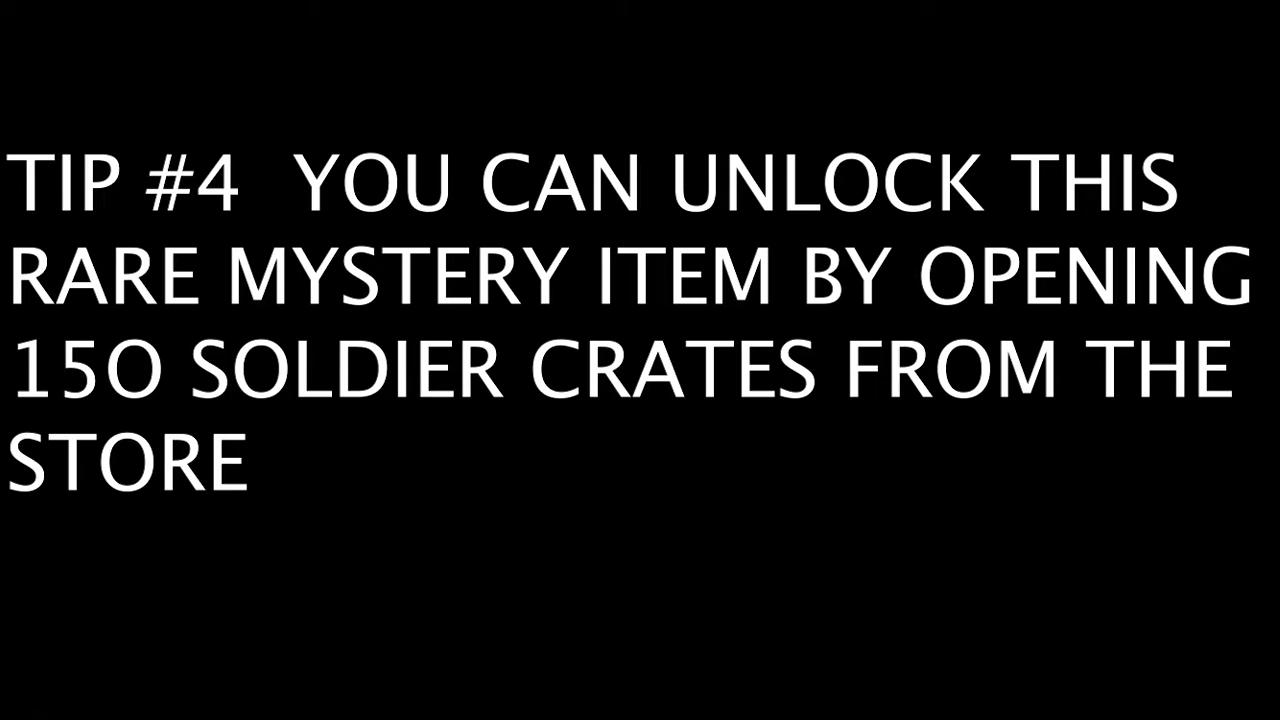 TIP #4  YOU CAN UNLOCK THIS
RARE MYSTERY ITEM BY OPENING
15O SOLDIER CRATES FROM THE
STORE